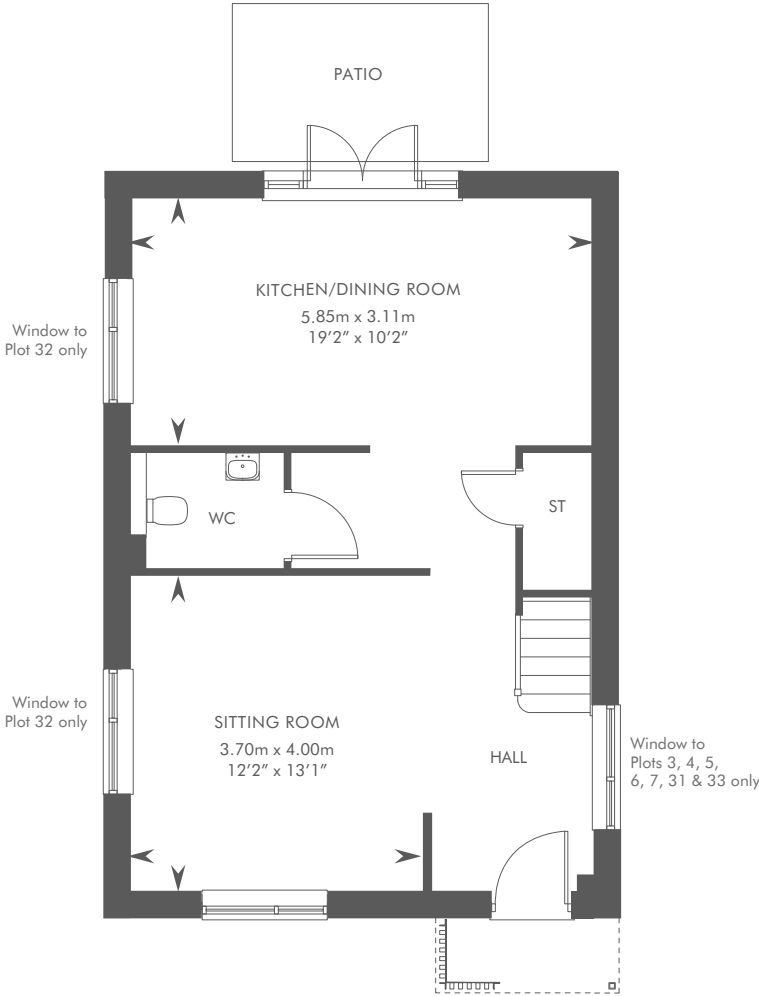 PATIO
KITCHEN/DINING ROOM
5.85m x 3.11m
19’2” x 10’2”
Window to
Plot 32 only
WC
ST
Window to
Plot 32 only
SITTING ROOM
3.70m x 4.00m
12’2” x 13’1”
HALL
Window to
Plots 3, 4, 5,
6, 7, 31 & 33 only